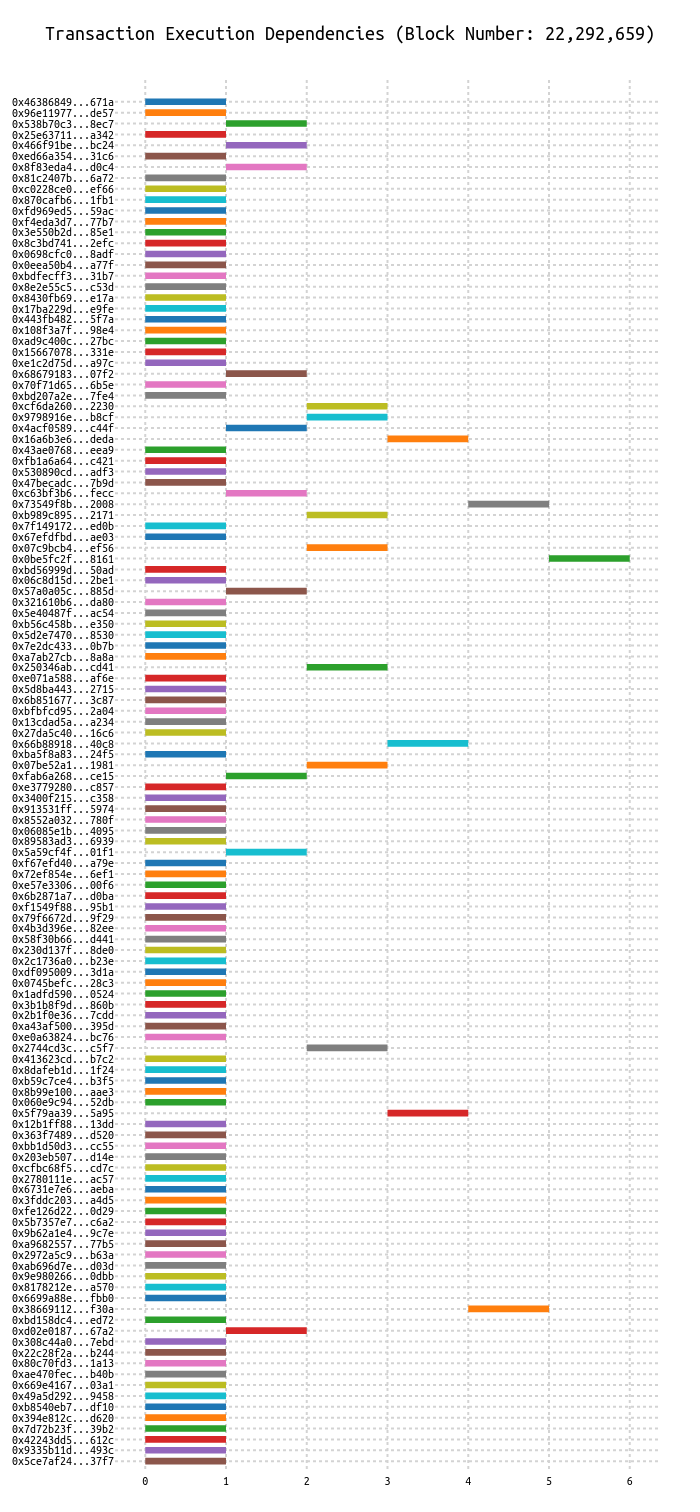 Transaction Execution Dependencies (Block Number: 22,292,659)
0x46386849...671a
0x96e11977...de57
0x538b70c3...8ec7
0x25e63711...a342
0x466f91be...bc24
0xed66a354...31c6
0x8f83eda4...d0c4
0x81c2407b...6a72
0xc0228ce0...ef66
0x870cafb6...1fb1
0xfd969ed5...59ac
0xf4eda3d7...77b7
0x3e550b2d...85e1
0x8c3bd741...2efc
0x0698cfc0...8adf
0x0eea50b4...a77f
0xbdfecff3...31b7
0x8e2e55c5...c53d
0x8430fb69...e17a
0x17ba229d...e9fe
0x443fb482...5f7a
0x108f3a7f...98e4
0xad9c400c...27bc
0x15667078...331e
0xe1c2d75d...a97c
0x68679183...07f2
0x70f71d65...6b5e
0xbd207a2e...7fe4
0xcf6da260...2230
0x9798916e...b8cf
0x4acf0589...c44f
0x16a6b3e6...deda
0x43ae0768...eea9
0xfb1a6a64...c421
0x530890cd...adf3
0x47becadc...7b9d
0xc63bf3b6...fecc
0x73549f8b...2008
0xb989c895...2171
0x7f149172...ed0b
0x67efdfbd...ae03
0x07c9bcb4...ef56
0x0be5fc2f...8161
0xbd56999d...50ad
0x06c8d15d...2be1
0x57a0a05c...885d
0x321610b6...da80
0x5e40487f...ac54
0xb56c458b...e350
0x5d2e7470...8530
0x7e2dc433...0b7b
0xa7ab27cb...8a8a
0x250346ab...cd41
0xe071a588...af6e
0x5d8ba443...2715
0x6b851677...3c87
0xbfbfcd95...2a04
0x13cdad5a...a234
0x27da5c40...16c6
0x66b88918...40c8
0xba5f8a83...24f5
0x07be52a1...1981
0xfab6a268...ce15
0xe3779280...c857
0x3400f215...c358
0x913531ff...5974
0x8552a032...780f
0x06085e1b...4095
0x89583ad3...6939
0x5a59cf4f...01f1
0xf67efd40...a79e
0x72ef854e...6ef1
0xe57e3306...00f6
0x6b2871a7...d0ba
0xf1549f88...95b1
0x79f6672d...9f29
0x4b3d396e...82ee
0x58f30b66...d441
0x230d137f...8de0
0x2c1736a0...b23e
0xdf095009...3d1a
0x0745befc...28c3
0x1adfd590...0524
0x3b1b8f9d...860b
0x2b1f0e36...7cdd
0xa43af500...395d
0xe0a63824...bc76
0x2744cd3c...c5f7
0x413623cd...b7c2
0x8dafeb1d...1f24
0xb59c7ce4...b3f5
0x8b99e100...aae3
0x060e9c94...52db
0x5f79aa39...5a95
0x12b1ff88...13dd
0x363f7489...d520
0xbb1d50d3...cc55
0x203eb507...d14e
0xcfbc68f5...cd7c
0x2780111e...ac57
0x6731e7e6...aeba
0x3fddc203...a4d5
0xfe126d22...0d29
0x5b7357e7...c6a2
0x9b62a1e4...9c7e
0xa9682557...77b5
0x2972a5c9...b63a
0xab696d7e...d03d
0x9e980266...0dbb
0x8178212e...a570
0x6699a88e...fbb0
0x38669112...f30a
0xbd158dc4...ed72
0xd02e0187...67a2
0x308c44a0...7ebd
0x22c28f2a...b244
0x80c70fd3...1a13
0xae470fec...b40b
0x669e4167...03a1
0x49a5d292...9458
0xb8540eb7...df10
0x394e812c...d620
0x7d72b23f...39b2
0x42243dd5...612c
0x9335b11d...493c
0x5ce7af24...37f7
0 1 2 3 4 5 6